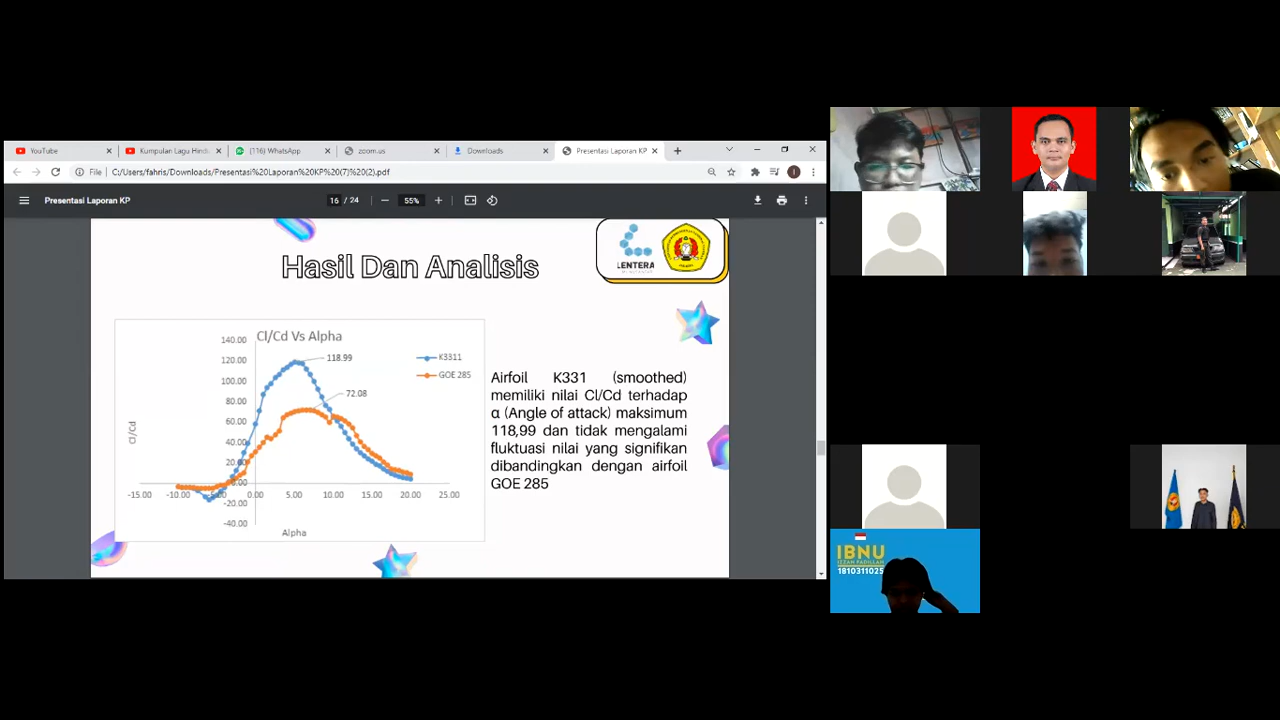 YouTube
Kumpulan Lagu Hindu
(116) WhatsApp
zoom.us
Downloads
Presentasi Laporan KP
File
C:/Users/fahris/Downloads/Presentasi%20Laporan%20KP%20(7)%20(2).pdf
Presentasi Laporan KP
16 / 24
55%
Hasil Dan Analisis
LENTERA
Cl/Cd Vs Alpha
140.00
120.00
100.00
80.00
60.00
40.00
20.00
0.00
-20.00
-40.00
-15.00
-10.00
-5.00
0.00
5.00
10.00
15.00
20.00
25.00
118.99
72.08
K3311
GOE 285
Cl/Cd
Alpha
Airfoil K331 (smoothed)
memiliki nilai Cl/Cd terhadap
α (Angle of attack) maksimum
118,99 dan tidak mengalami
fluktuasi nilai yang signifikan
dibandingkan dengan airfoil
GOE 285
IBNU
IZZAH FADILLAH
1810311025